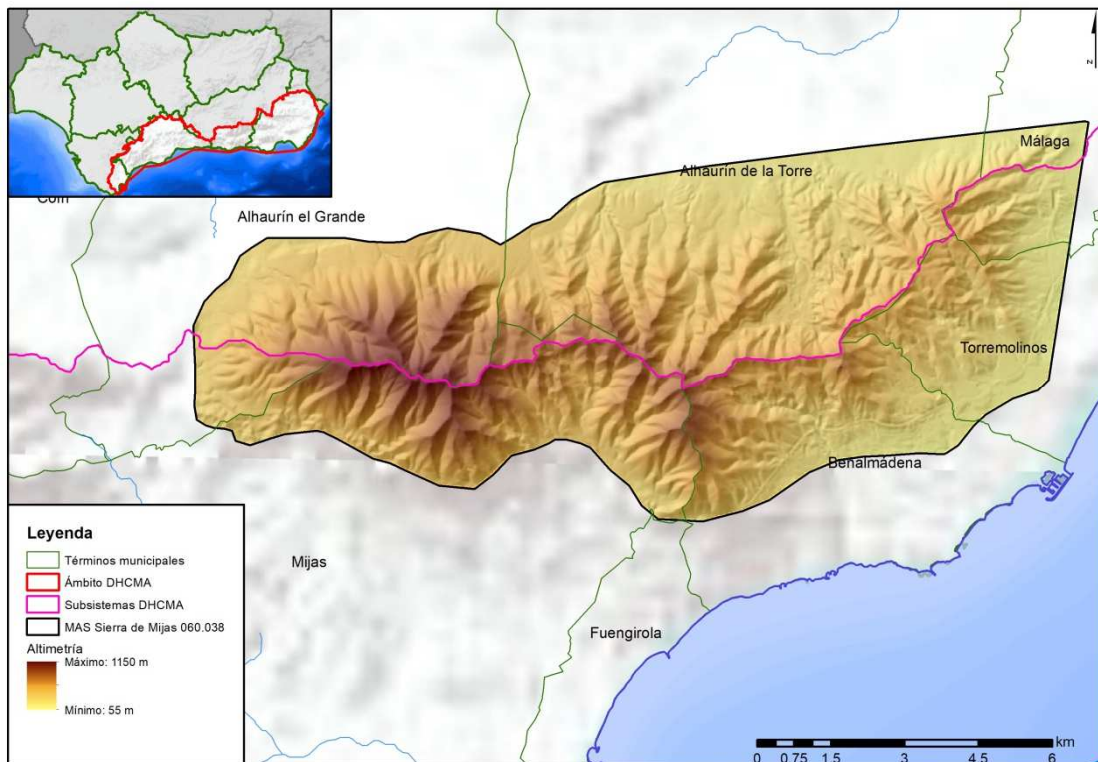 Coín
Alhaurín el Grande
Alhaurín de la Torre
Málaga
Torremolinos
Benalmádena
Mijas
Fuengirola
Leyenda
Términos municipales
Ámbito DHCMA
Subsistemas DHCMA
MAS Sierra de Mijas 060.038
Altimetría
Máximo: 1150 m
Mínimo: 55 m
km
0 0.75 1.5 3 4.5 6
z